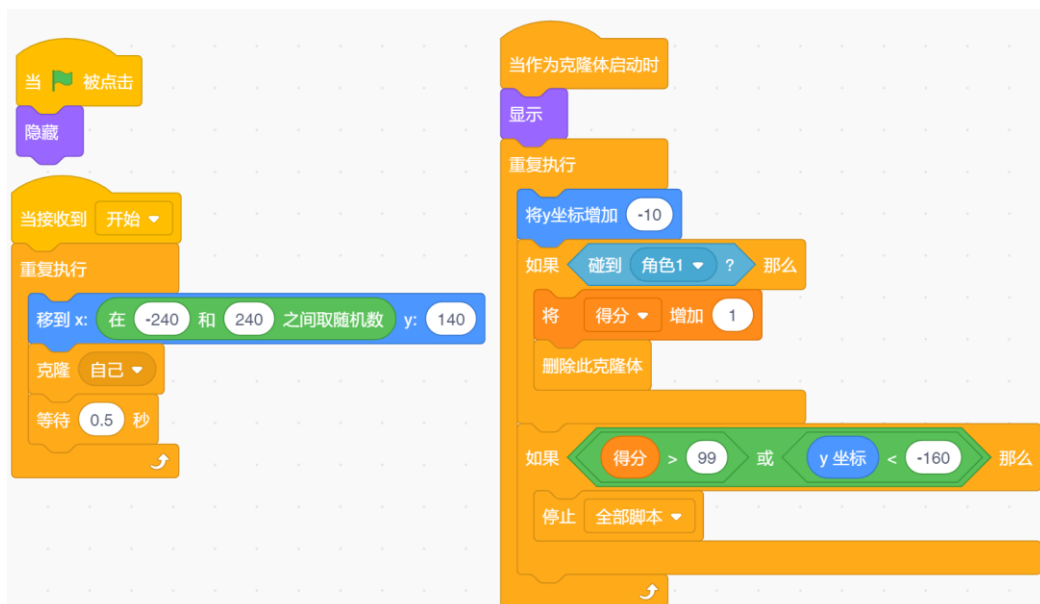 当 被点击
隐藏
当接收到 开始
重复执行
移到 x: 在 -240 和 240 之间取随机数 y: 140
克隆 自己
等待 0.5 秒
当作为克隆体启动时
显示
重复执行
将y坐标增加 -10
如果 碰到 角色1 ? 那么
将 得分 增加 1
删除此克隆体
如果 得分 > 99 或 y 坐标 < -160 那么
停止 全部脚本